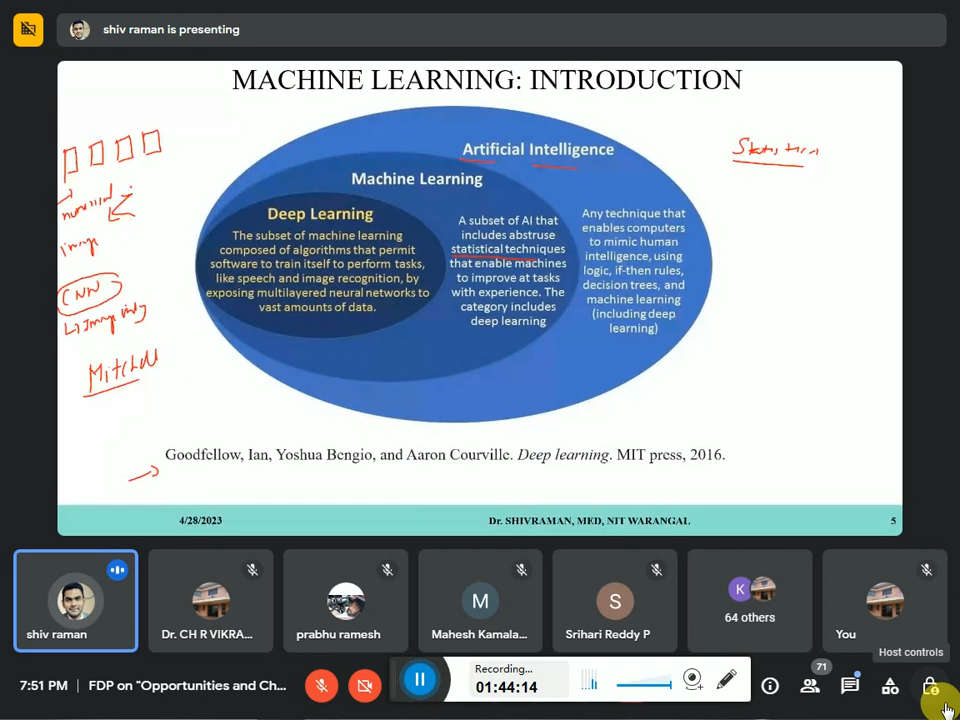 shiv raman is presenting
MACHINE LEARNING: INTRODUCTION
Artificial Intelligence
Machine Learning
Deep Learning
The subset of machine learning
composed of algorithms that permit
software to train itself to perform tasks,
like speech and image recognition, by
exposing multilayered neural networks to
vast amounts of data.
A subset of AI that
includes abstruse
statistical techniques
that enable machines
to improve at tasks
with experience. The
category includes
deep learning
Any technique that
enables computers
to mimic human
intelligence, using
logic, if-then rules,
decision trees, and
machine learning
(including deep
learning)
image
CNN
Goodfellow, Ian, Yoshua Bengio, and Aaron Courville. Deep learning. MIT press, 2016.
4/28/2023
Dr. SHIVRAMAN, MED, NIT WARANGAL
5
shiv raman
Dr. CH R VIKRA...
prabhu ramesh
M
Mahesh Kamala...
S
Srihari Reddy P
K
64 others
You
Host controls
7:51 PM
FDP on "Opportunities and Ch...
Recording...
01:44:14
71